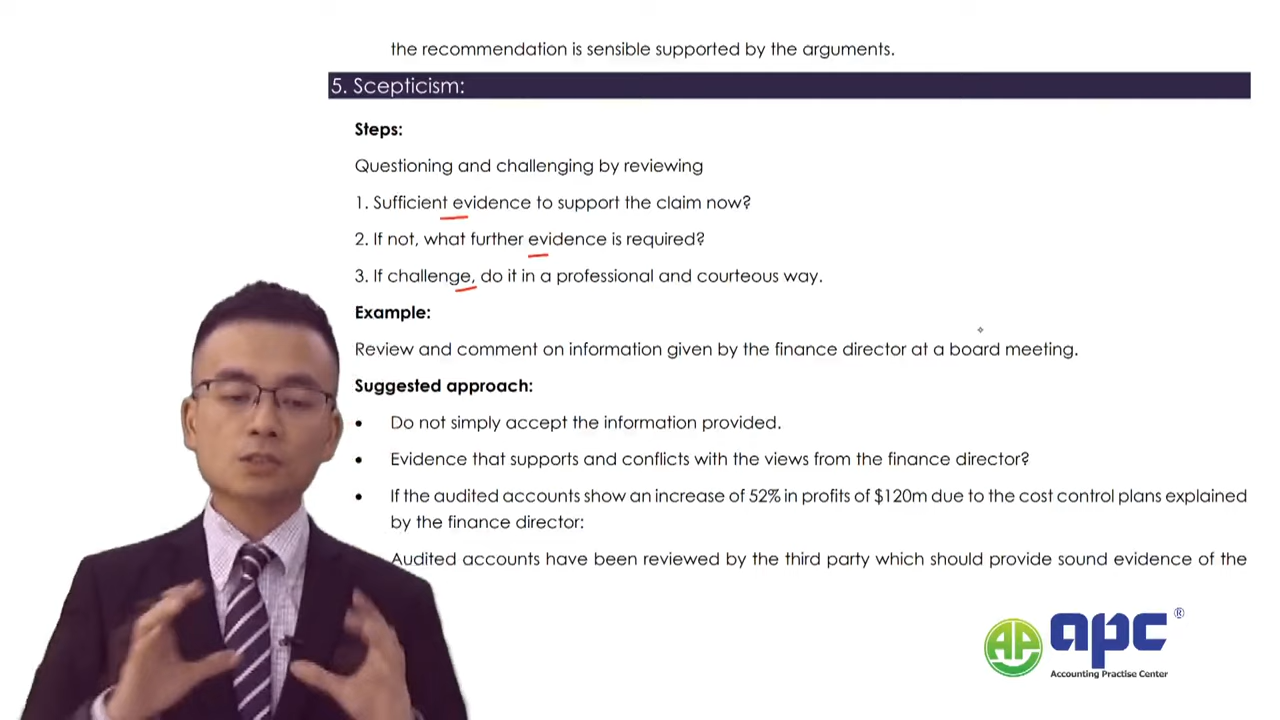 the recommendation is sensible supported by the arguments.
5. Scepticism:
Steps:
Questioning and challenging by reviewing
1. Sufficient evidence to support the claim now?
2. If not, what further evidence is required?
3. If challenge, do it in a professional and courteous way.
Example:
Review and comment on information given by the finance director at a board meeting.
Suggested approach:
• Do not simply accept the information provided.
• Evidence that supports and conflicts with the views from the finance director?
• If the audited accounts show an increase of 52% in profits of $120m due to the cost control plans explained
by the finance director:
Audited accounts have been reviewed by the third party which should provide sound evidence of the
AP apc ®
Accounting Practise Center